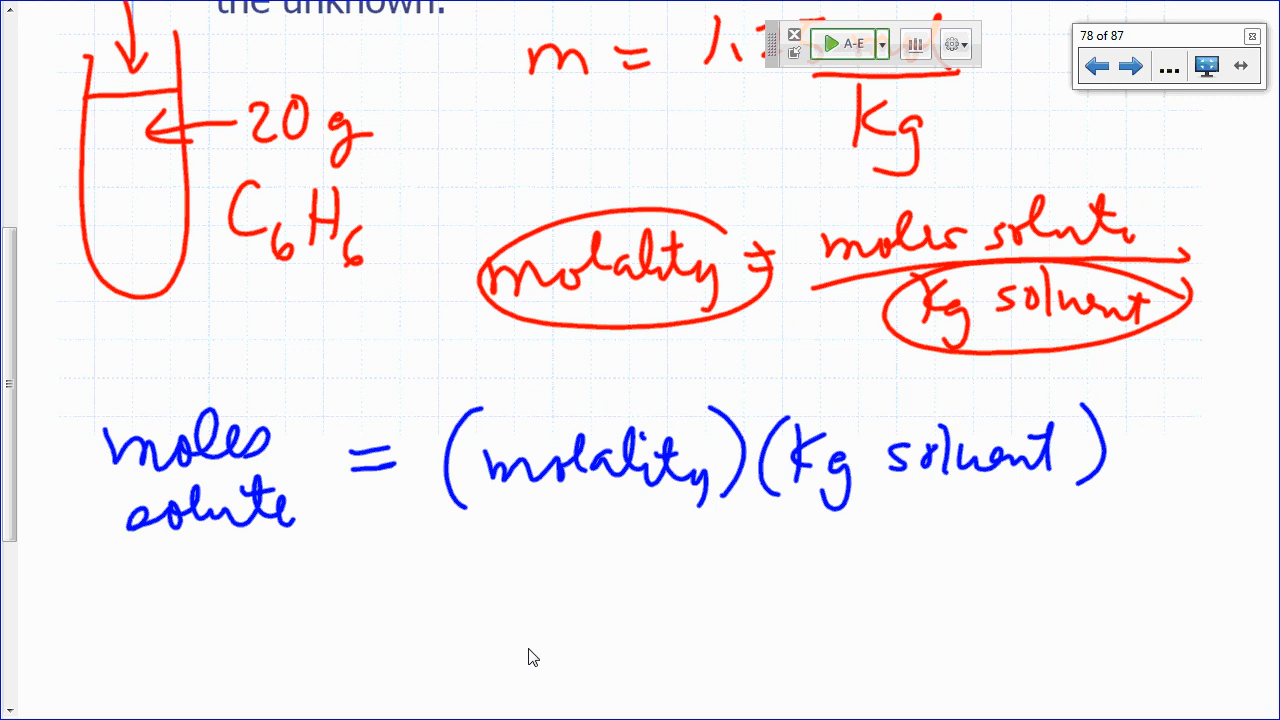 the unknown.
m =
A-E
78 of 87
20 g
Kg
C6H6
molality = moles solute
Kg solvent
moles solute = (molality)(Kg solvent)